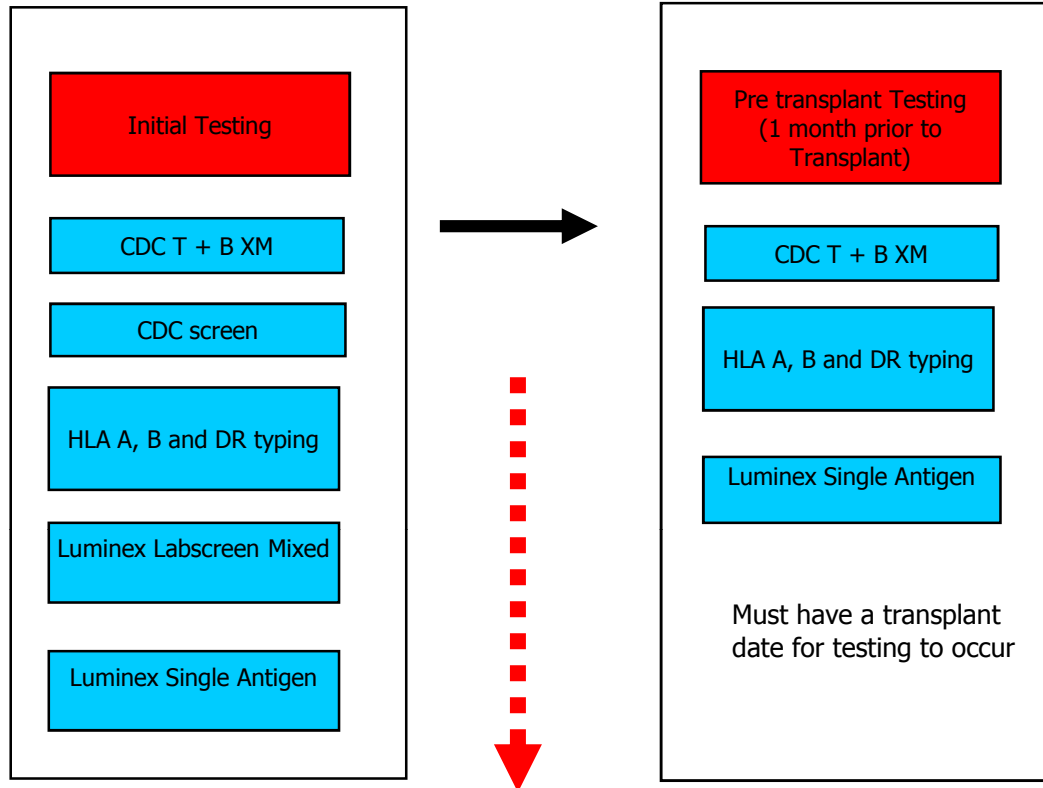 Initial Testing
CDC T + B XM
CDC screen
HLA A, B and DR typing
Luminex Labscreen Mixed
Luminex Single Antigen
Pre transplant Testing
(1 month prior to
Transplant)
CDC T + B XM
HLA A, B and DR typing
Luminex Single Antigen
Must have a transplant
date for testing to occur